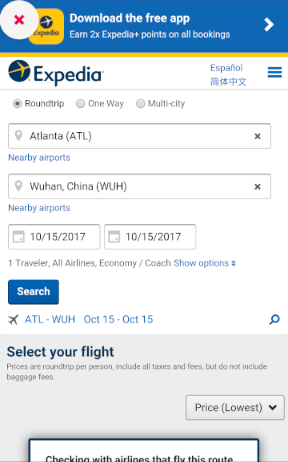 Download the free app
Earn 2x Expedia+ points on all bookings
Expedia
Español
简体中文
Roundtrip One Way Multi-city
Atlanta (ATL) ×
Nearby airports
Wuhan, China (WUH) ×
Nearby airports
10/15/2017 10/15/2017
1 Traveler, All Airlines, Economy / Coach Show options
Search
ATL - WUH Oct 15 - Oct 15
Select your flight
Prices are roundtrip per person, include all taxes and fees, but do not include
baggage fees.
Price (Lowest)
Checking with airlines that fly this route